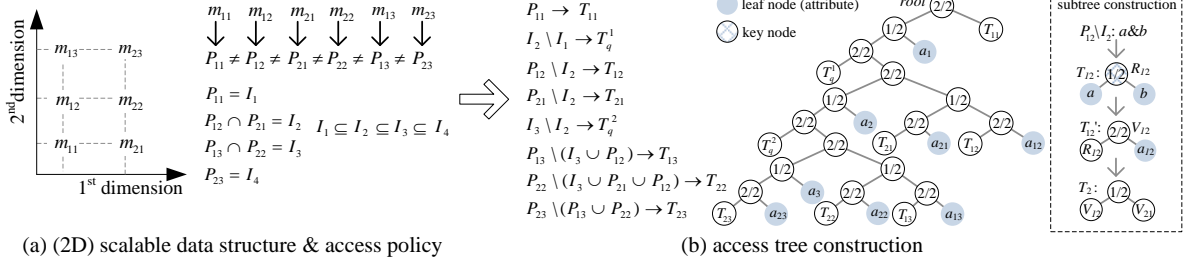 2nd dimension
1st dimension
m13 m23
m12 m22
m11 m21
m11 m12 m21 m22 m13 m23
P11 ≠ P12 ≠ P21 ≠ P22 ≠ P13 ≠ P23
P11 = I1
P12 ∩ P21 = I2
P13 ∩ P22 = I3
P23 = I4
I1 ⊆ I2 ⊆ I3 ⊆ I4
(a) (2D) scalable data structure & access policy
P11 → T11
I2 \ I1 → Tq1
P12 \ I2 → T12
P21 \ I2 → T21
I3 \ I2 → Tq2
P13 \ (I3 ∪ P12) → T13
P22 \ (I3 ∪ P21 ∪ P12) → T22
P23 \ (P13 ∪ P22) → T23
leaf node (attribute)
key node
root 2/2
1/2 T11
2/2 a1
Tq1 2/2
1/2 1/2
2/2 a2 2/2 2/2
Tq2 2/2 T21 a21 T12 a12
1/2 1/2
2/2 a3 2/2 2/2
T23 a23 T22 a22 T13 a13
(b) access tree construction
subtree construction
P12\I2: a&b
T12: 1/2 R12
a b
T12': 2/2 V12
R12 a12
T2: 1/2
V12 V21